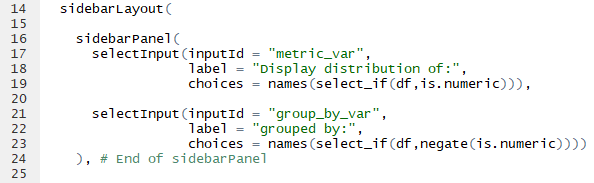 14 sidebarLayout(
15
16 sidebarPanel(
17 selectInput(inputId = "metric_var",
18 label = "Display distribution of:",
19 choices = names(select_if(df,is.numeric))),
20
21 selectInput(inputId = "group_by_var",
22 label = "grouped by:",
23 choices = names(select_if(df,negate(is.numeric))))
24 ), # End of sidebarPanel
25